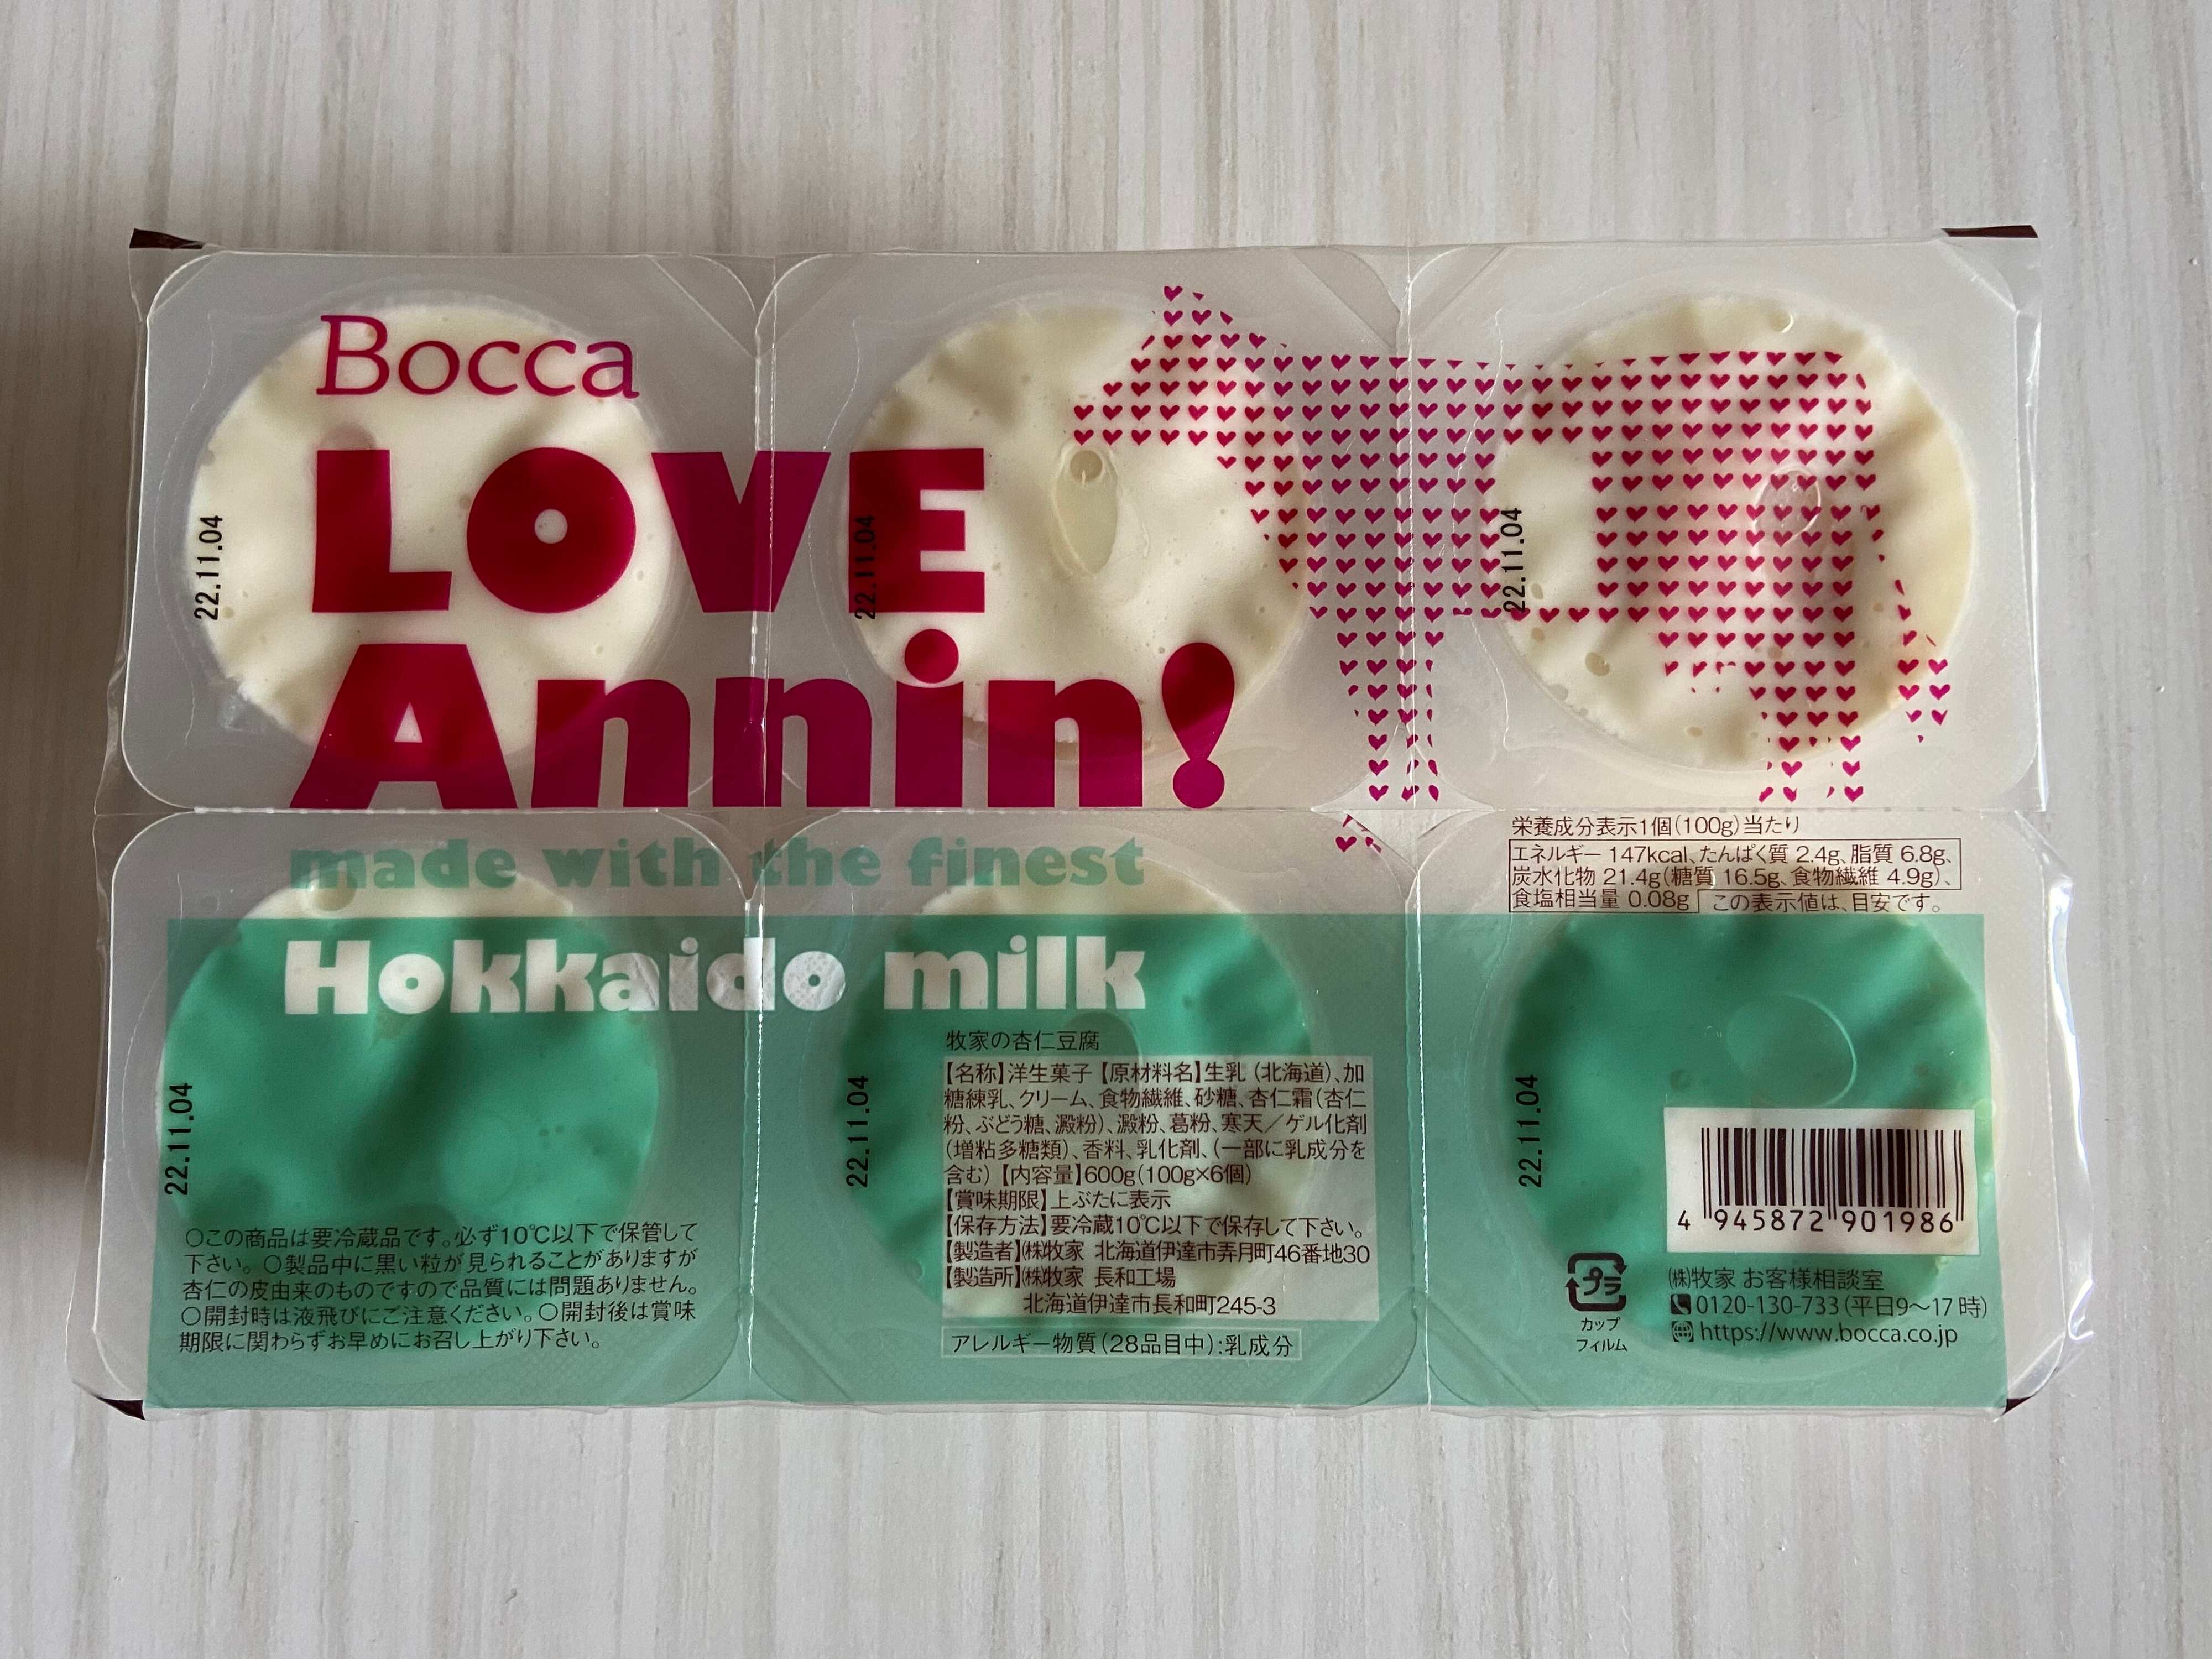 Bocca
LOVE
Annin!
22.11.04
22.11.04
22.11.04
made with the finest
Hokkaido milk
栄養成分表示1個(100g)当たり
エネルギー 147kcal、たんぱく質 2.4g、脂質 6.8g、
炭水化物 21.4g(糖質 16.5g、食物繊維 4.9g)、
食塩相当量 0.08g この表示値は、目安です。
22.11.04
〇この商品は要冷蔵品です。必ず10℃以下で保管して
下さい。〇製品中に黒い粒が見られることがありますが
杏仁の皮由来のものですので品質には問題ありません。
〇開封時は液飛びにご注意ください。〇開封後は賞味
期限に関わらずお早めにお召し上がり下さい。
22.11.04
牧家の杏仁豆腐
【名称】洋生菓子【原材料名】生乳（北海道）、加
糖練乳、クリーム、食物繊維、砂糖、杏仁霜(杏仁
粉、ぶどう糖、澱粉)、澱粉、葛粉、寒天／ゲル化剤
(増粘多糖類)、香料、乳化剤、(一部に乳成分を
含む)【内容量】600g(100g×6個)
【賞味期限】上ぶたに表示
【保存方法】要冷蔵10℃以下で保存して下さい。
【製造者】㈱牧家 北海道伊達市弄月町46番地30
【製造所】㈱牧家 長和工場
北海道伊達市長和町245-3
アレルギー物質(28品目中):乳成分
22.11.04
4 945872 901986
プラ
カップ
フィルム
㈱牧家 お客様相談室
0120-130-733(平日9～17時)
https://www.bocca.co.jp